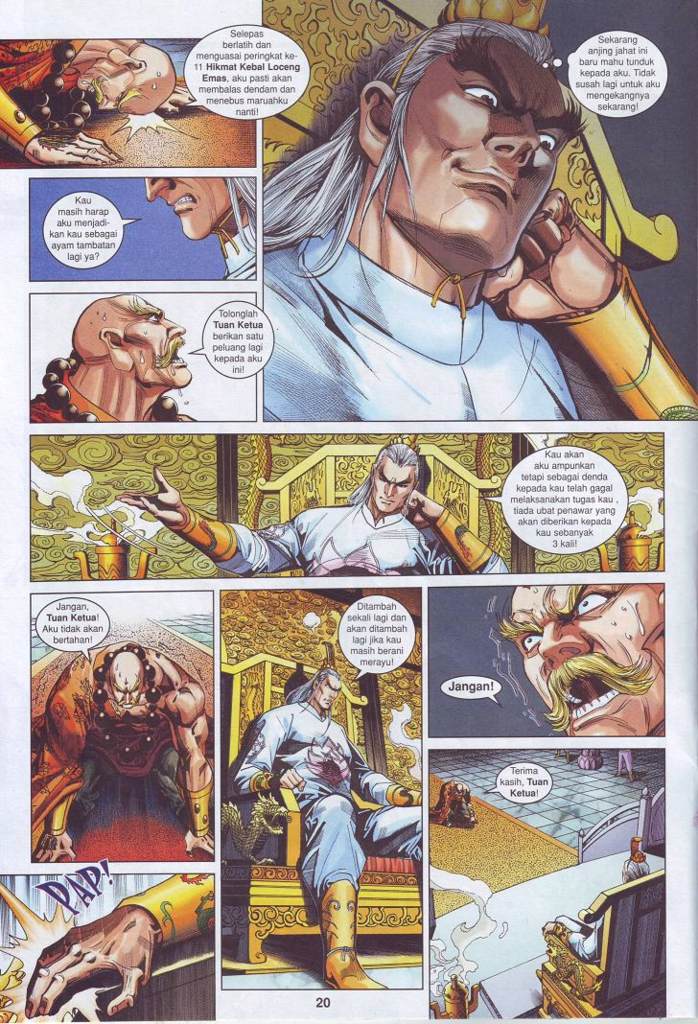 Selepas
berlatih dan
menguasai peringkat ke-
11 Hikmat Kebal Loceng
Emas, aku pasti akan
membalas dendam dan
menebus maruahku
nanti!
Sekarang
anjing jahat ini
baru mahu tunduk
kepada aku. Tidak
susah lagi untuk aku
mengekangnya
sekarang!
Kau
masih harap
aku menjadi-
kan kau sebagai
ayam tambatan
lagi ya?
Tolonglah
Tuan Ketua
berikan satu
peluang lagi
kepada aku
ini!
Kau akan
aku ampunkan
tetapi sebagai denda
kepada kau telah gagal
melaksanakan tugas kau ,
tiada ubat penawar yang
akan diberikan kepada
kau sebanyak
3 kali!
Jangan,
Tuan Ketua!
Aku tidak akan
bertahan!
Ditambah
sekali lagi dan
akan ditambah
lagi jika kau
masih berani
merayu!
Jangan!
PAP!
Terima
kasih, Tuan
Ketua!
20